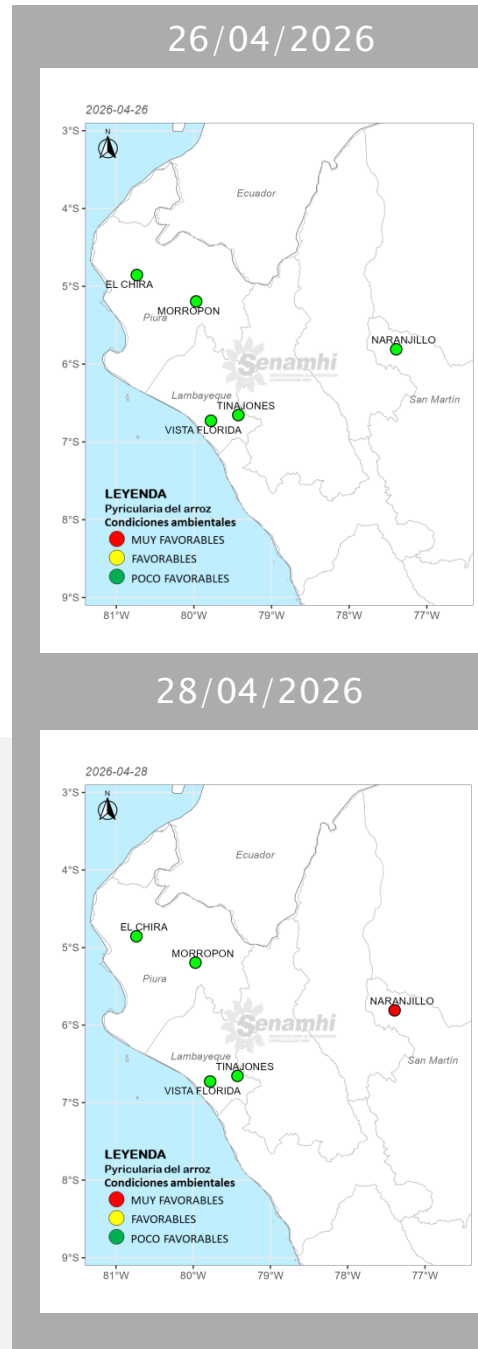 26/04/2026
2026-04-26
N
3°S
4°S
Ecuador
5°S
EL CHIRA
MORROPON
Piura
NARANJILLO
6°S
Senamhi
Lambayeque
San Martín
TINAJONES
VISTA FLORIDA
7°S
LEYENDA
Pyricularia del arroz
Condiciones ambientales
8°S
MUY FAVORABLES
FAVORABLES
POCO FAVORABLES
9°S
81°W 80°W 79°W 78°W 77°W
28/04/2026
2026-04-28
N
3°S
4°S
Ecuador
EL CHIRA
5°S
MORROPON
Piura
NARANJILLO
6°S
Senamhi
Lambayeque
San Martín
TINAJONES
VISTA FLORIDA
7°S
LEYENDA
Pyricularia del arroz
Condiciones ambientales
8°S
MUY FAVORABLES
FAVORABLES
POCO FAVORABLES
9°S
81°W 80°W 79°W 78°W 77°W